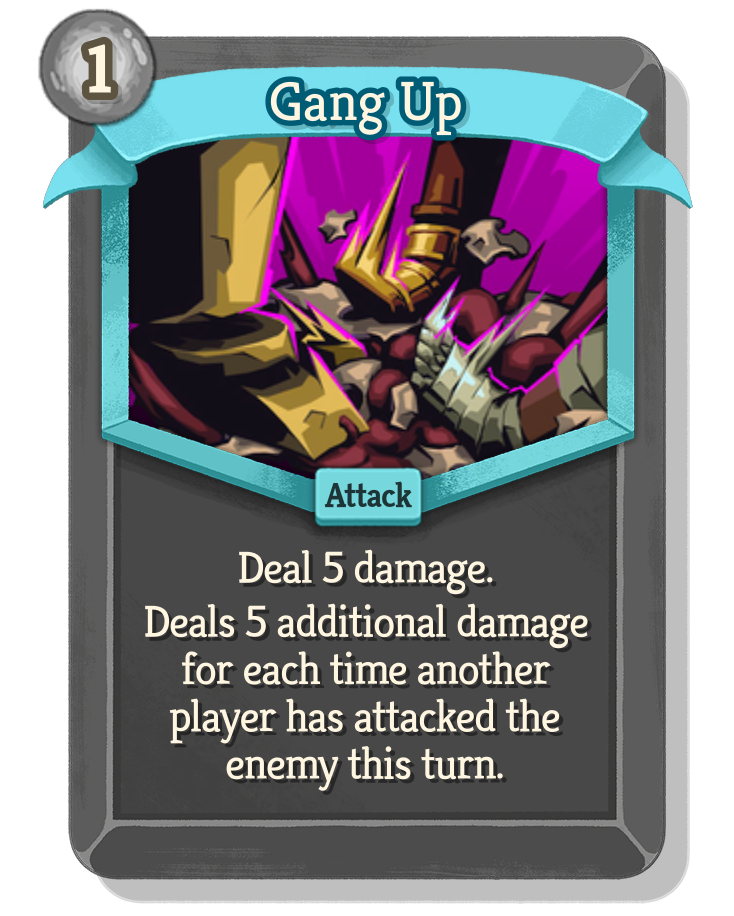 1
Gang Up
Attack
Deal 5 damage.
Deals 5 additional damage
for each time another
player has attacked the
enemy this turn.